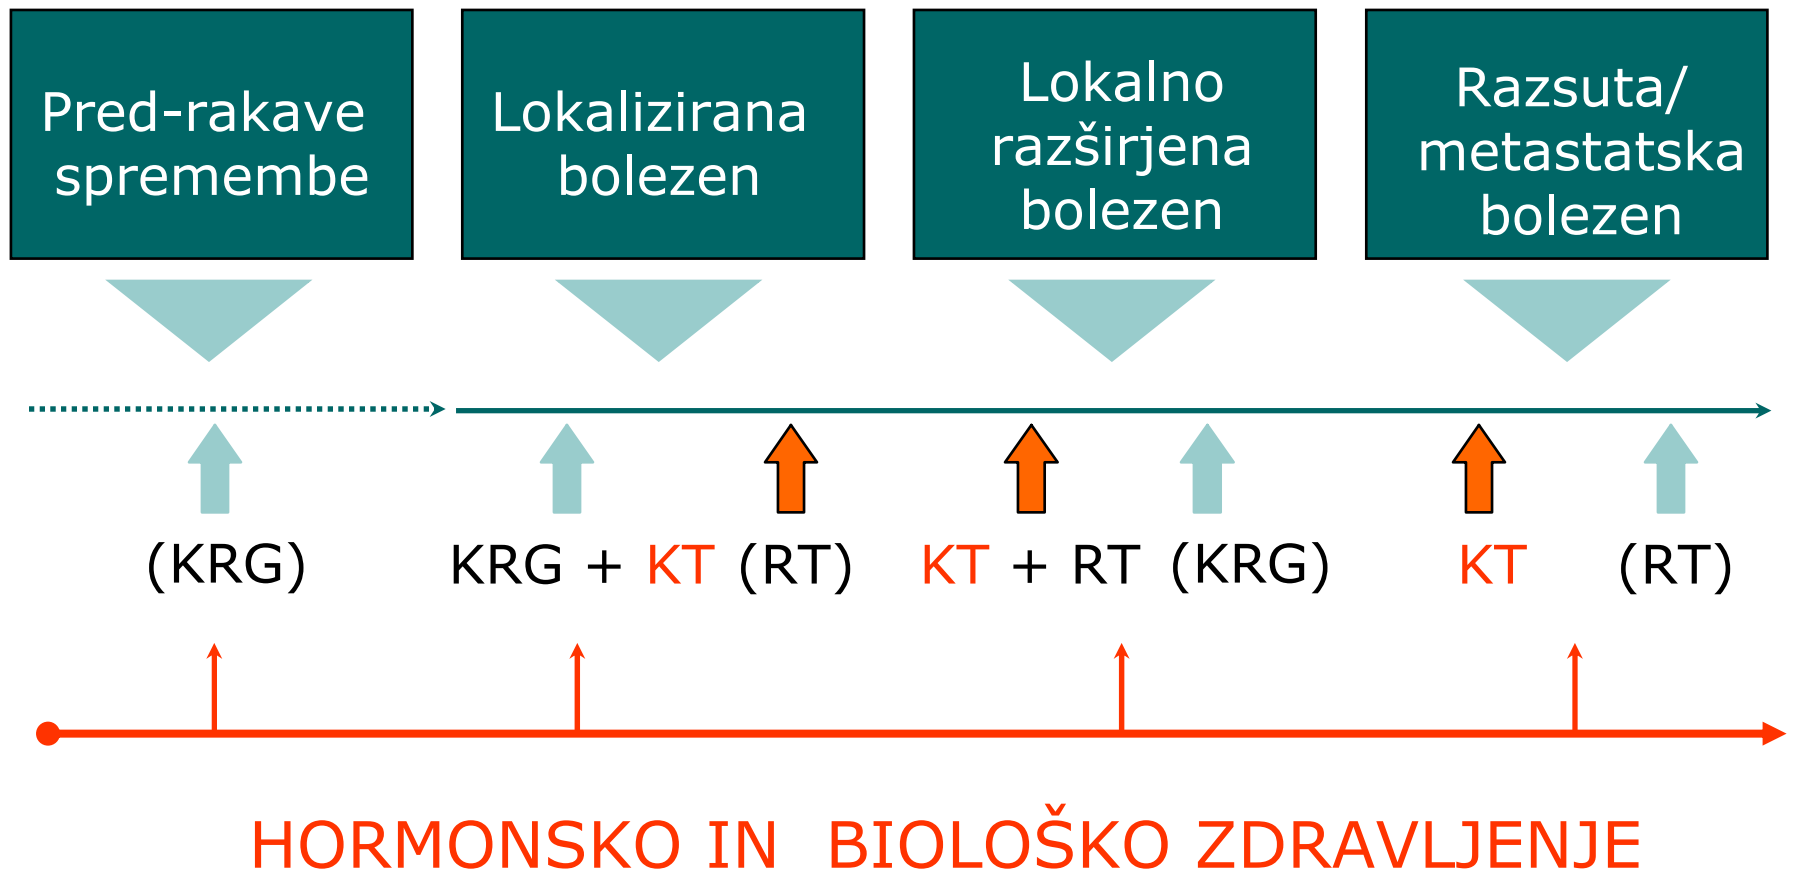 Pred-rakave
spremembe
Lokalizirana
bolezen
Lokalno
razširjena
bolezen
Razsuta/
metastatska
bolezen
(KRG)
KRG + KT (RT)
KT + RT (KRG)
KT (RT)
HORMONSKO IN BIOLOŠKO ZDRAVLJENJE